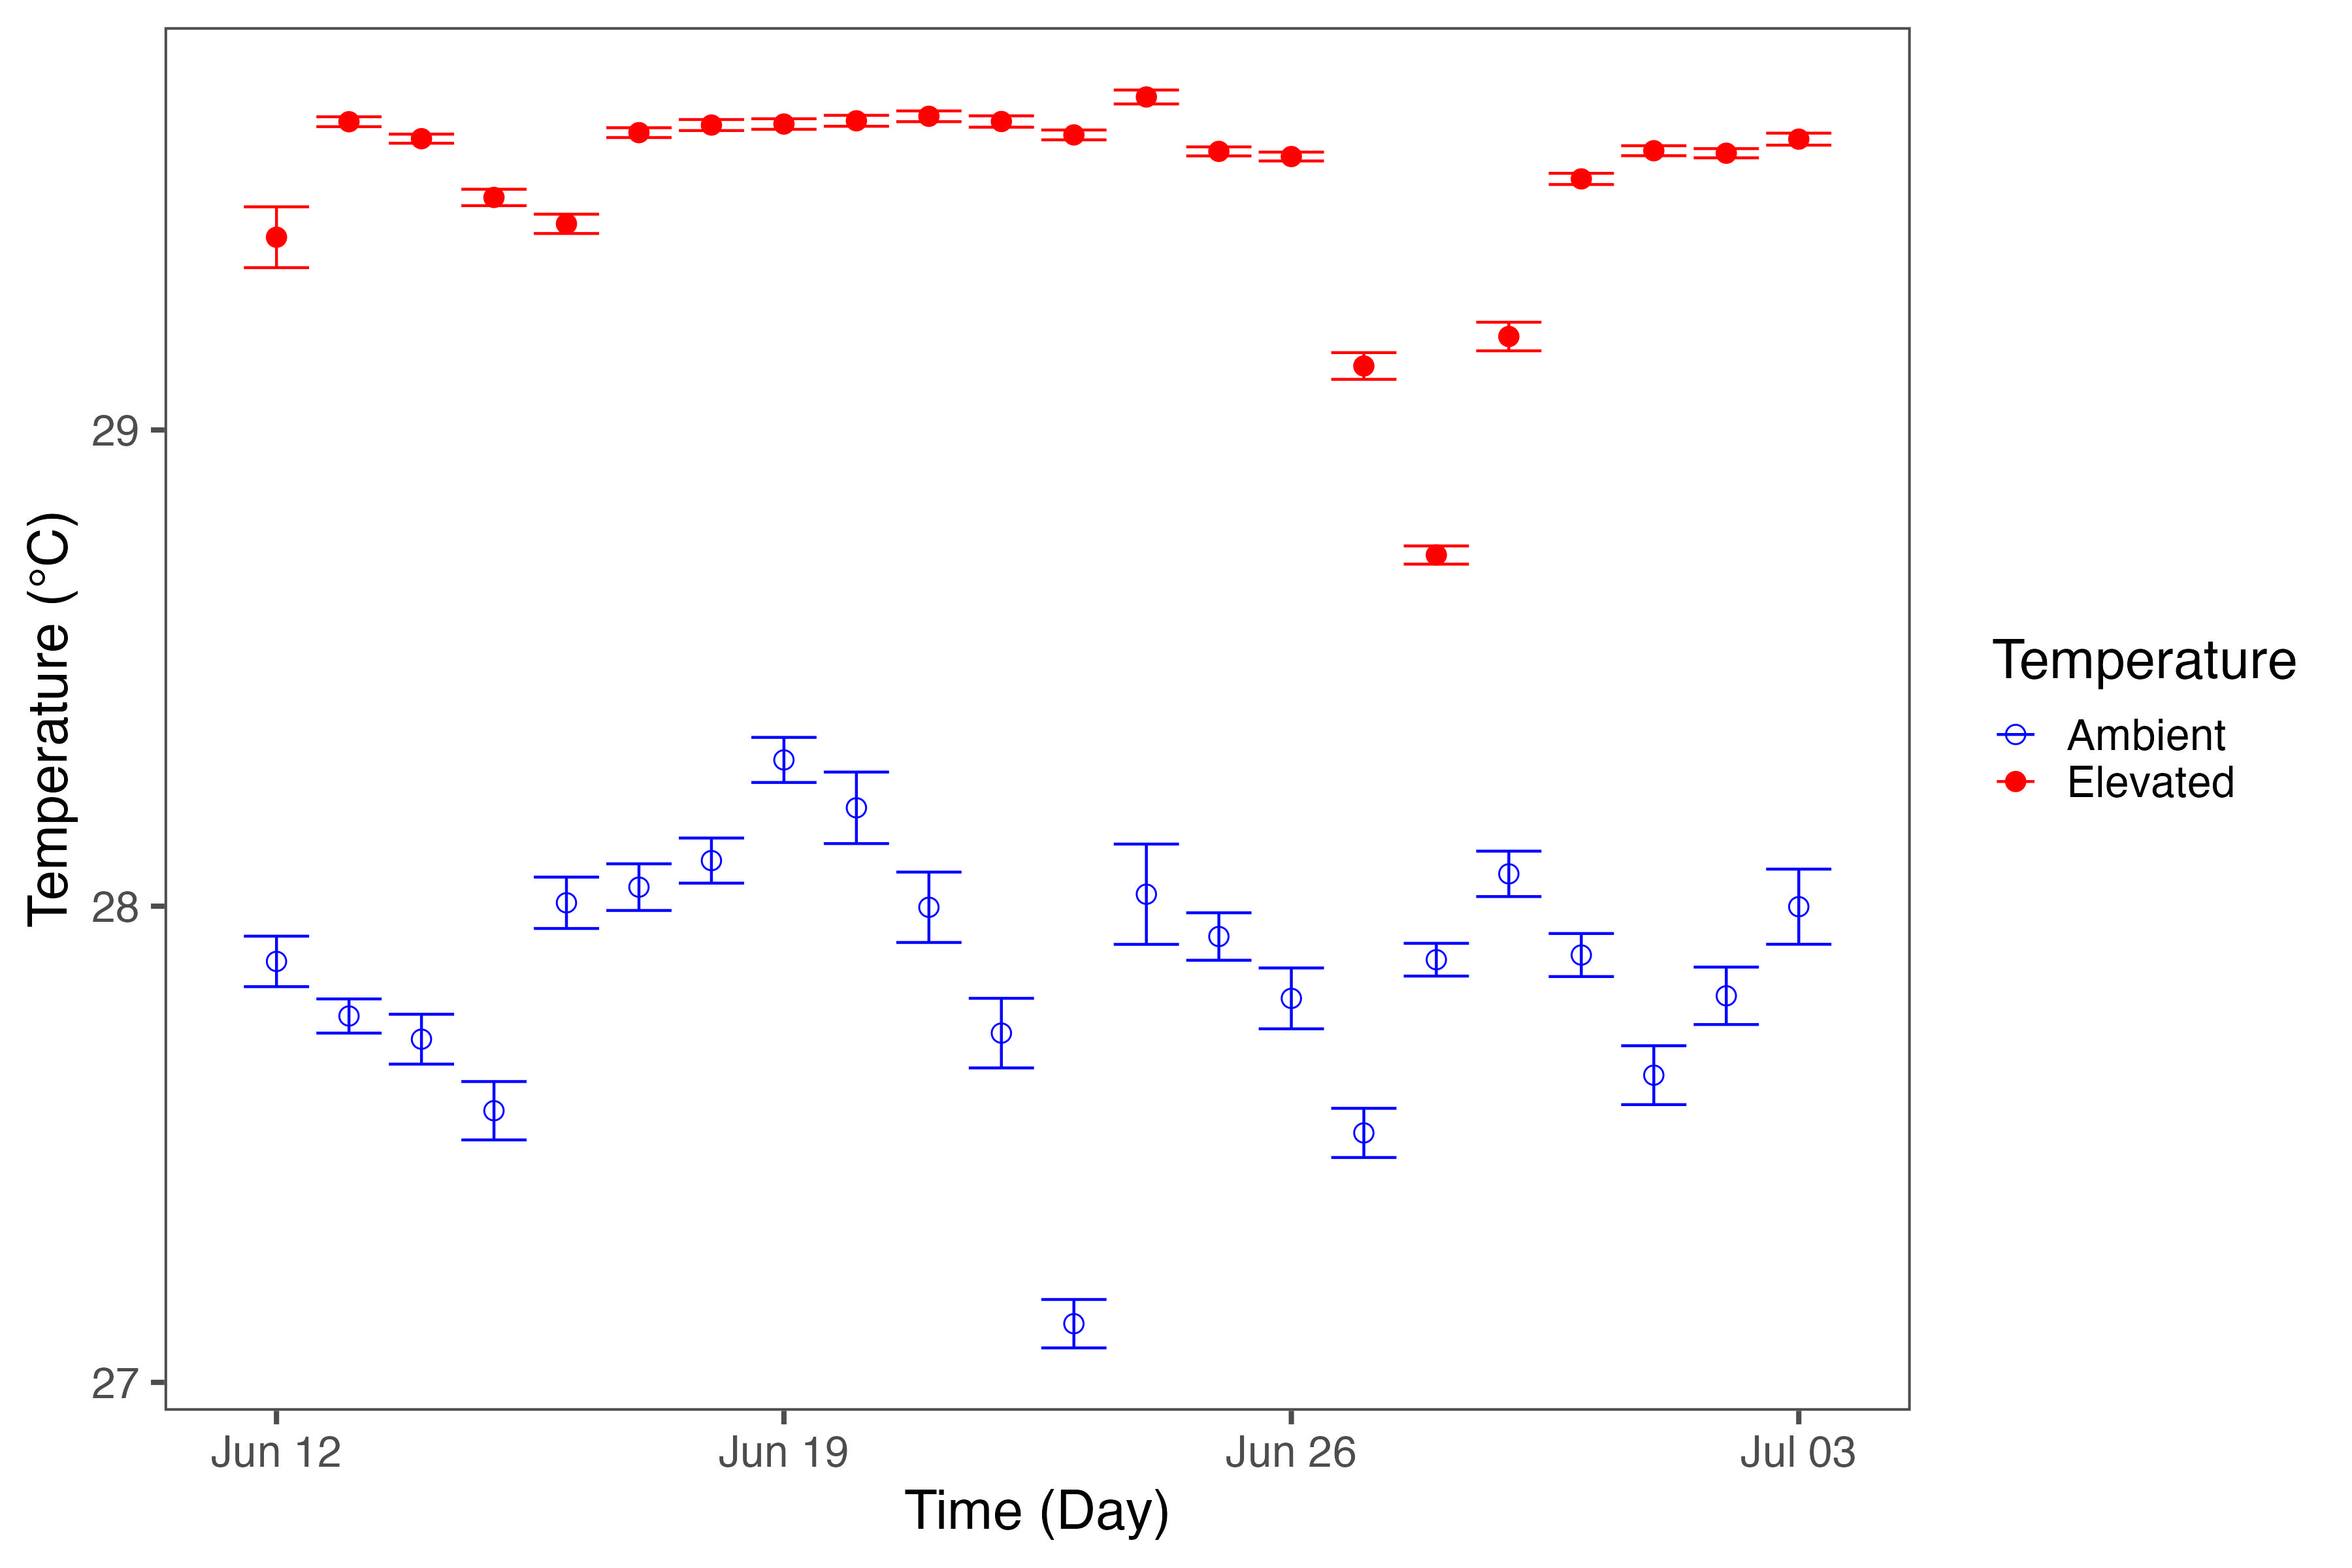 Temperature (°C)
29
28
27
Jun 12
Jun 19
Jun 26
Jul 03
Time (Day)
Temperature
Ambient
Elevated